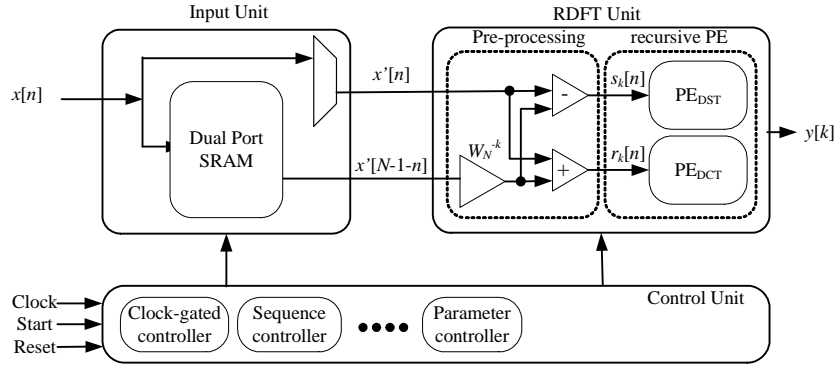 Input Unit
RDFT Unit
Pre-processing
recursive PE
x[n]
x'[n]
Dual Port
SRAM
x'[N-1-n]
W_N^-k
-
+
s_k[n]
r_k[n]
PE_DST
PE_DCT
y[k]
Control Unit
Clock
Start
Reset
Clock-gated
controller
Sequence
controller
Parameter
controller